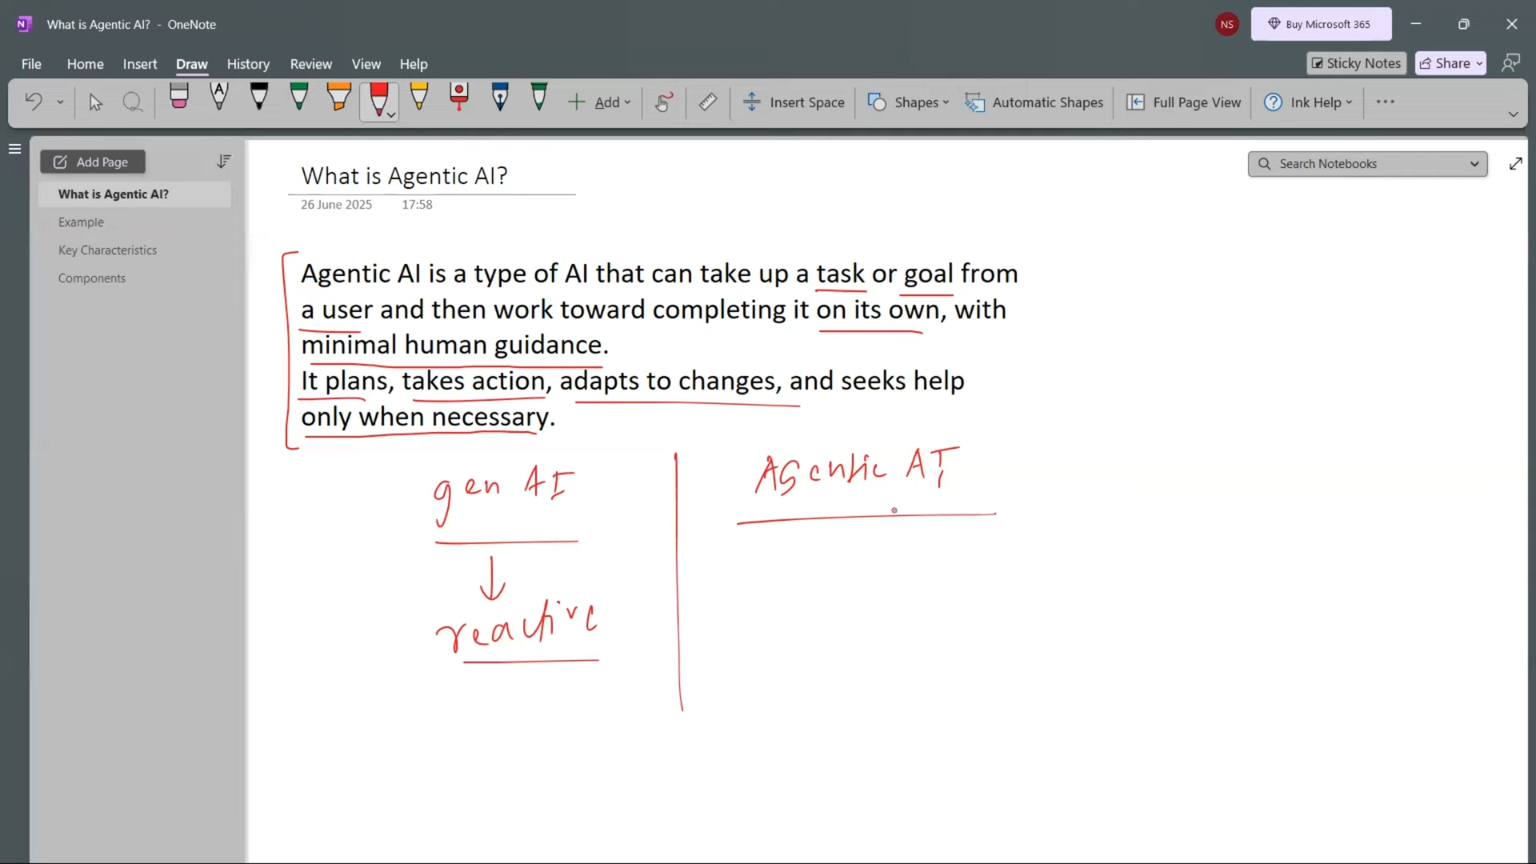 What is Agentic AI? - OneNote
NS
Buy Microsoft 365
File Home Insert Draw History Review View Help
Sticky Notes
Share
Add
Insert Space
Shapes
Automatic Shapes
Full Page View
Ink Help
Add Page
What is Agentic AI?
Example
Key Characteristics
Components
Search Notebooks
What is Agentic AI?
26 June 2025 17:58
Agentic AI is a type of AI that can take up a task or goal from
a user and then work toward completing it on its own, with
minimal human guidance.
It plans, takes action, adapts to changes, and seeks help
only when necessary.
gen AI
Agentic AI
reactive